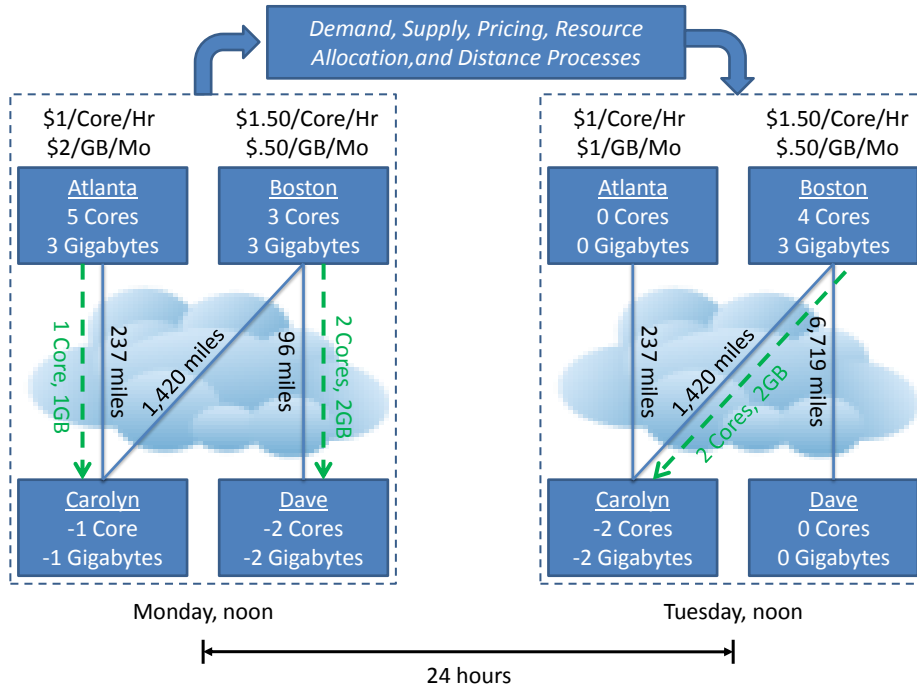 Demand, Supply, Pricing, Resource
Allocation,and Distance Processes
$1/Core/Hr
$2/GB/Mo
$1.50/Core/Hr
$.50/GB/Mo
Atlanta
5 Cores
3 Gigabytes
Boston
3 Cores
3 Gigabytes
1 Core, 1GB
237 miles
1,420 miles
96 miles
2 Cores, 2GB
Carolyn
-1 Core
-1 Gigabytes
Dave
-2 Cores
-2 Gigabytes
Monday, noon
$1/Core/Hr
$1/GB/Mo
$1.50/Core/Hr
$.50/GB/Mo
Atlanta
0 Cores
0 Gigabytes
Boston
4 Cores
3 Gigabytes
237 miles
1,420 miles
2 Cores, 2GB
6,719 miles
Carolyn
-2 Cores
-2 Gigabytes
Dave
0 Cores
0 Gigabytes
Tuesday, noon
24 hours